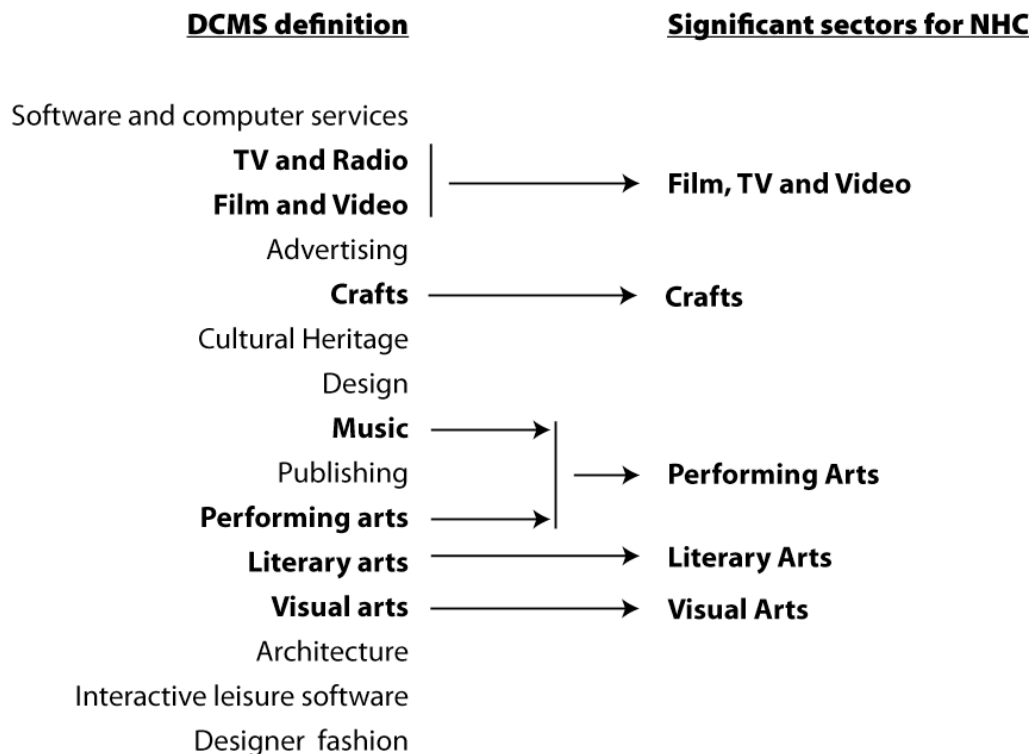 DCMS definition
Significant sectors for NHC
Software and computer services
TV and Radio
Film and Video
Film, TV and Video
Advertising
Crafts
Crafts
Cultural Heritage
Design
Music
Publishing
Performing Arts
Performing arts
Literary arts
Literary Arts
Visual arts
Visual Arts
Architecture
Interactive leisure software
Designer fashion